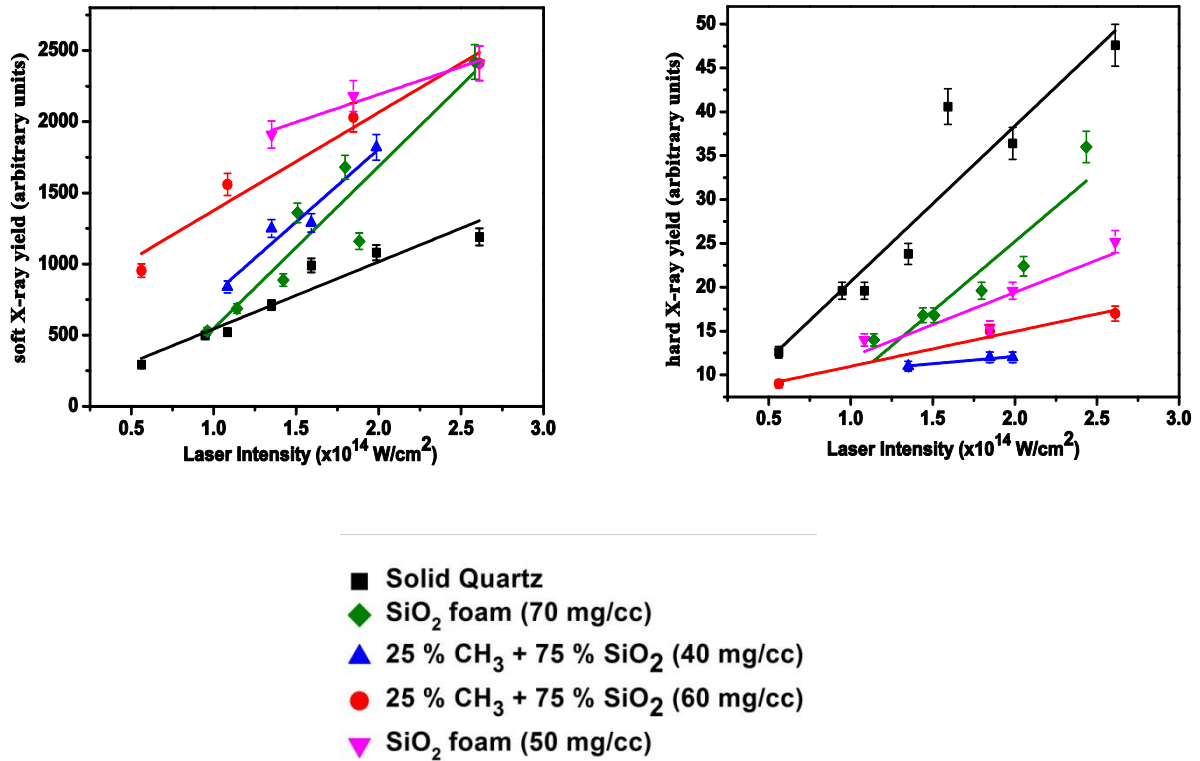 soft X-ray yield (arbitrary units)
2500
2000
1500
1000
500
0
0.5 1.0 1.5 2.0 2.5 3.0
Laser Intensity (x10¹⁴ W/cm²)
hard X-ray yield (arbitrary units)
50
45
40
35
30
25
20
15
10
0.5 1.0 1.5 2.0 2.5 3.0
Laser Intensity (x10¹⁴ W/cm²)
Solid Quartz
SiO₂ foam (70 mg/cc)
25 % CH₃ + 75 % SiO₂ (40 mg/cc)
25 % CH₃ + 75 % SiO₂ (60 mg/cc)
SiO₂ foam (50 mg/cc)